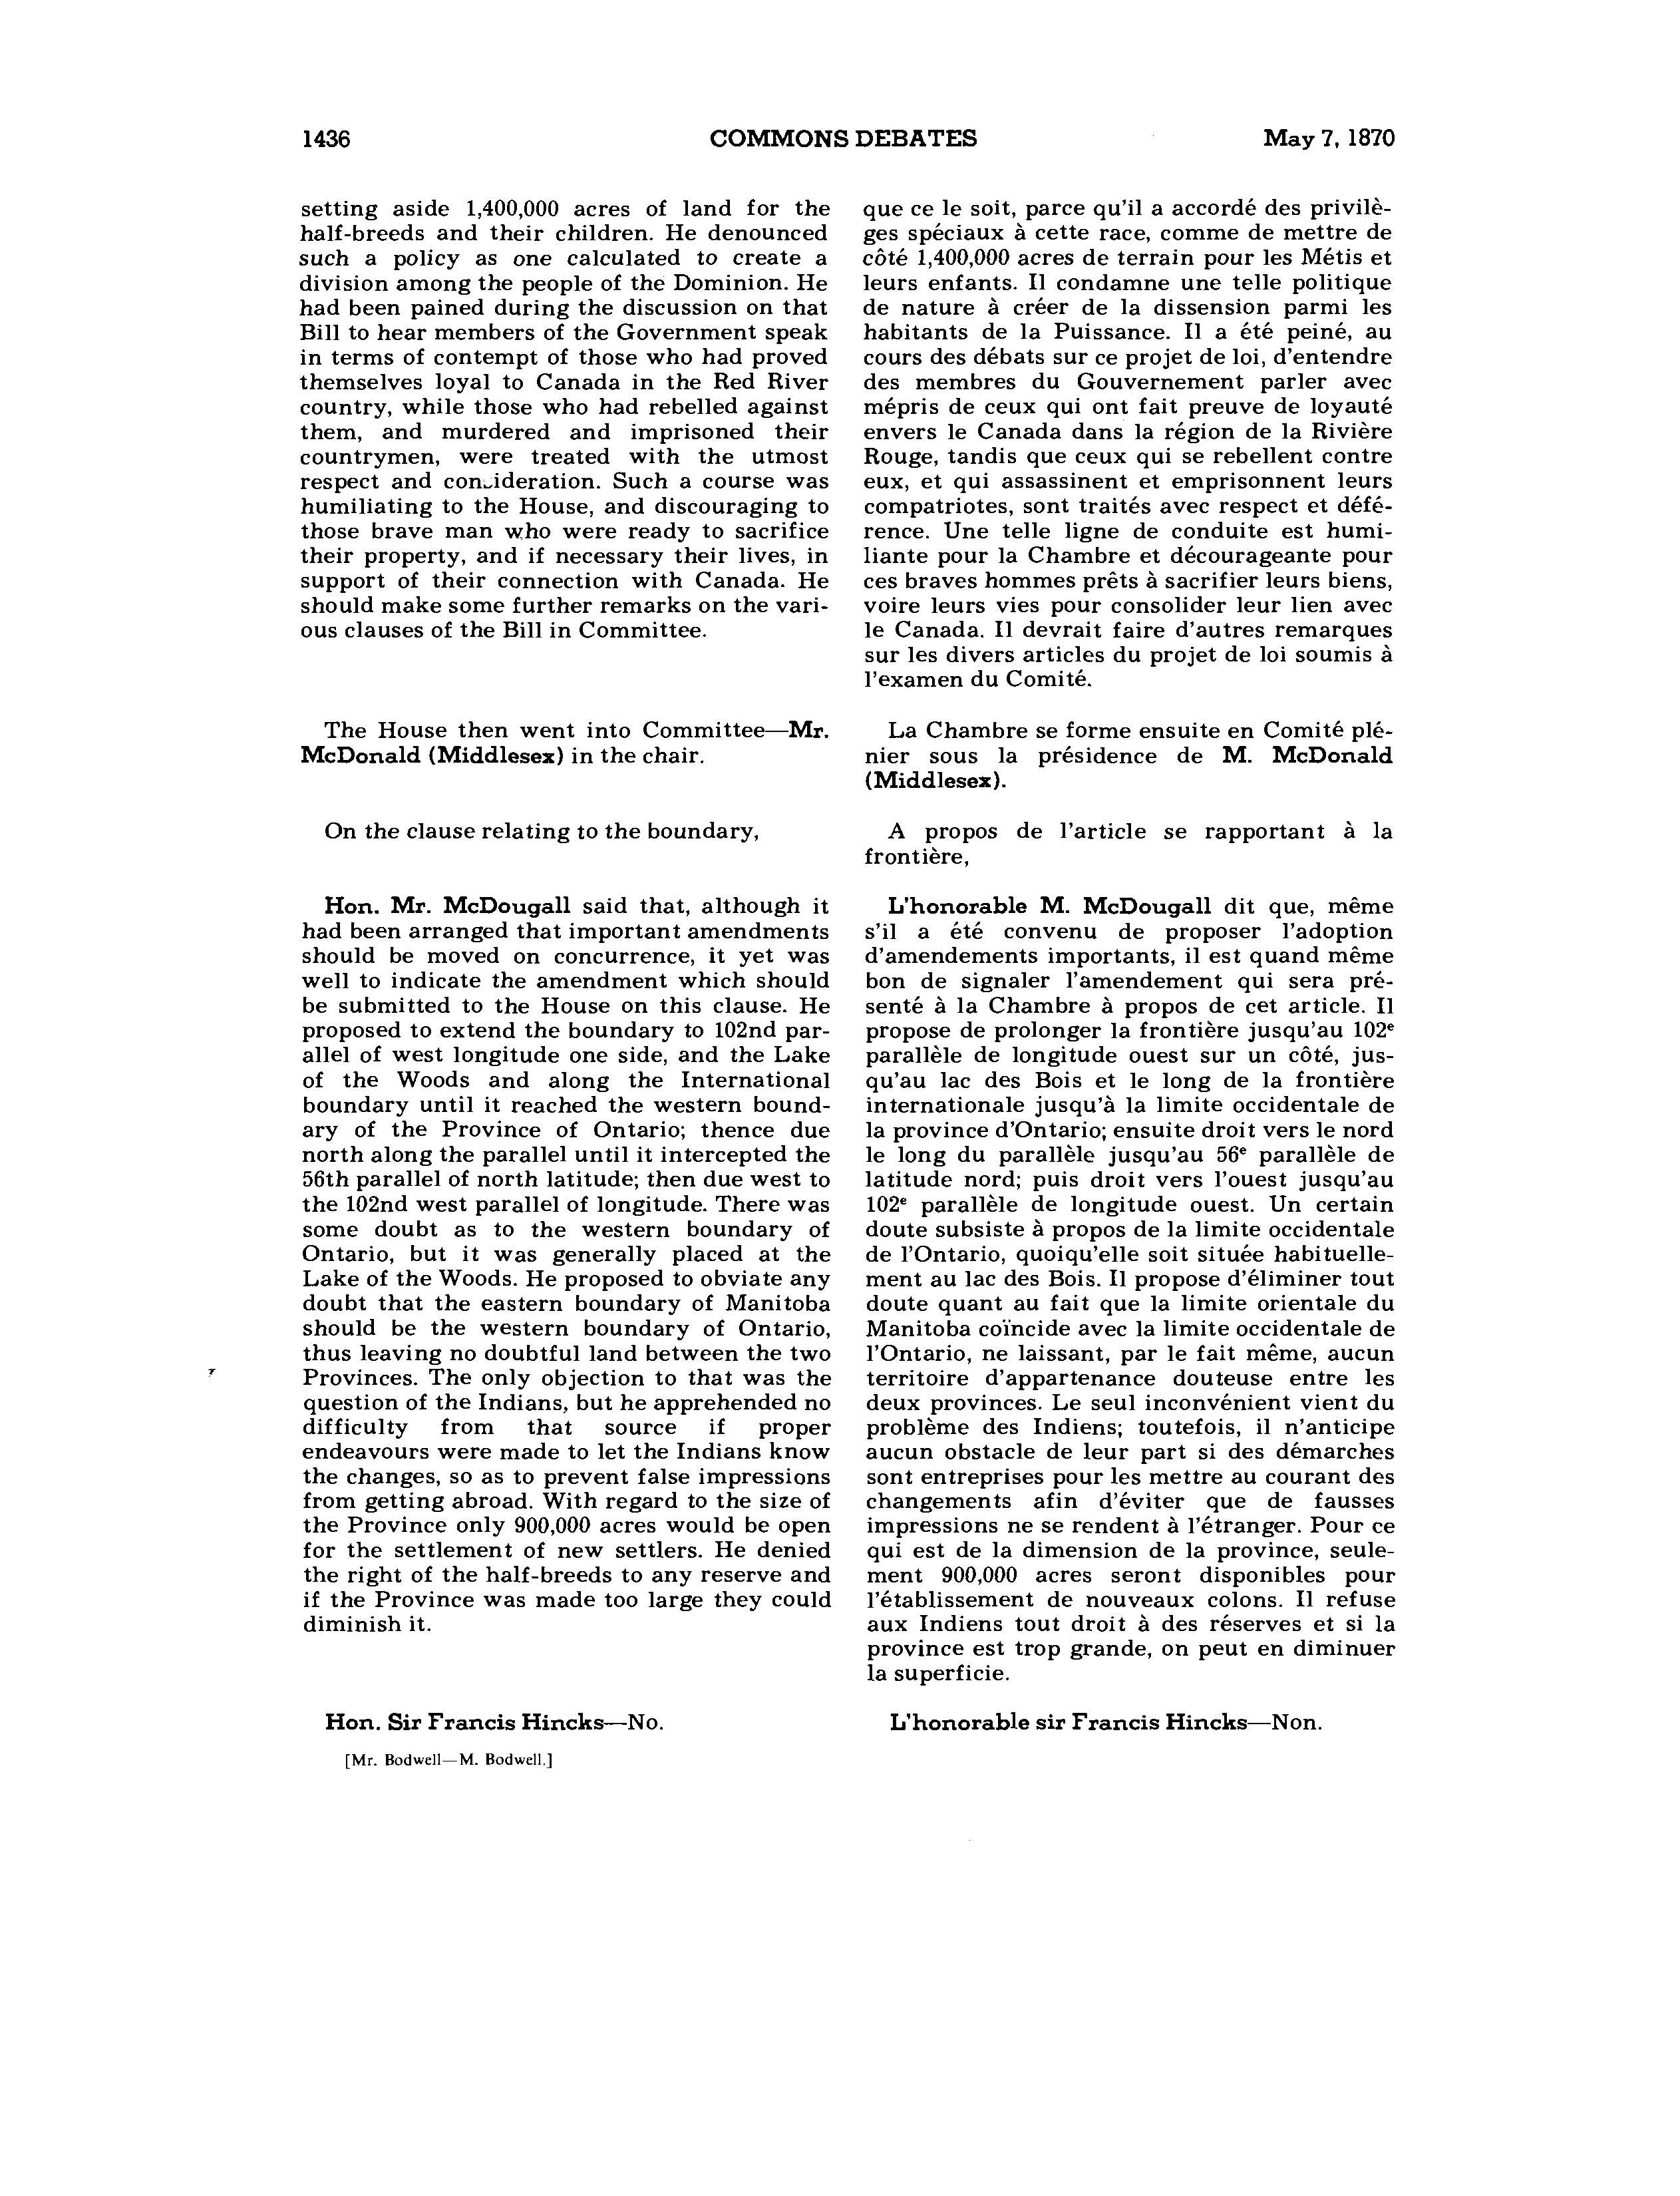 1436 COMMONS DEBATES May 7, 1870
setting aside 1,400,000 acres of land for the
half-breeds and their children. He denounced
such a policy as one calculated to create a
division among the people of the Dominion. He
had been pained during the discussion on that
Bill to hear members of the Government speak
in terms of contempt of those who had proved
themselves loyal to Canada in the Red River
country, while those who had rebelled against
them, and murdered and imprisoned their
countrymen, were treated with the utmost
respect and consideration. Such a course was
humiliating to the House, and discouraging to
those brave man who were ready to sacrifice
their property, and if necessary their lives, in
support of their connection with Canada. He
should make some further remarks on the vari-
ous clauses of the Bill in Committee.
The House then went into Committee—Mr.
McDonald (Middlesex) in the chair.
On the clause relating to the boundary,
Hon. Mr. McDougall said that, although it
had been arranged that important amendments
should be moved on concurrence, it yet was
well to indicate the amendment which should
be submitted to the House on this clause. He
proposed to extend the boundary to 102nd par-
allel of west longitude one side, and the Lake
of the Woods and along the International
boundary until it reached the western bound-
ary of the Province of Ontario; thence due
north along the parallel until it intercepted the
56th parallel of north latitude; then due west to
the 102nd west parallel of longitude. There was
some doubt as to the western boundary of
Ontario, but it was generally placed at the
Lake of the Woods. He proposed to obviate any
doubt that the eastern boundary of Manitoba
should be the western boundary of Ontario,
thus leaving no doubtful land between the two
Provinces. The only objection to that was the
question of the Indians, but he apprehended no
difficulty from that source if proper
endeavours were made to let the Indians know
the changes, so as to prevent false impressions
from getting abroad. With regard to the size of
the Province only 900,000 acres would be open
for the settlement of new settlers. He denied
the right of the half-breeds to any reserve and
if the Province was made too large they could
diminish it.
Hon. Sir Francis Hincks—No.
[Mr. Bodwell—M. Bodwell.]
que ce le soit, parce qu'il a accordé des privilè-
ges spéciaux à cette race, comme de mettre de
côté 1,400,000 acres de terrain pour les Métis et
leurs enfants. Il condamne une telle politique
de nature à créer de la dissension parmi les
habitants de la Puissance. Il a été peiné, au
cours des débats sur ce projet de loi, d'entendre
des membres du Gouvernement parler avec
mépris de ceux qui ont fait preuve de loyauté
envers le Canada dans la région de la Rivière
Rouge, tandis que ceux qui se rebellent contre
eux, et qui assassinent et emprisonnent leurs
compatriotes, sont traités avec respect et défé-
rence. Une telle ligne de conduite est humi-
liante pour la Chambre et décourageante pour
ces braves hommes prêts à sacrifier leurs biens,
voire leurs vies pour consolider leur lien avec
le Canada. Il devrait faire d'autres remarques
sur les divers articles du projet de loi soumis à
l'examen du Comité.
La Chambre se forme ensuite en Comité plé-
nier sous la présidence de M. McDonald
(Middlesex).
A propos de l'article se rapportant à la
frontière,
L'honorable M. McDougall dit que, même
s'il a été convenu de proposer l'adoption
d'amendements importants, il est quand même
bon de signaler l'amendement qui sera pré-
senté à la Chambre à propos de cet article. Il
propose de prolonger la frontière jusqu'au 102e
parallèle de longitude ouest sur un côté, jus-
qu'au lac des Bois et le long de la frontière
internationale jusqu'à la limite occidentale de
la province d'Ontario; ensuite droit vers le nord
le long du parallèle jusqu'au 56e parallèle de
latitude nord; puis droit vers l'ouest jusqu'au
102e parallèle de longitude ouest. Un certain
doute subsiste à propos de la limite occidentale
de l'Ontario, quoiqu'elle soit située habituelle-
ment au lac des Bois. Il propose d'éliminer tout
doute quant au fait que la limite orientale du
Manitoba coïncide avec la limite occidentale de
l'Ontario, ne laissant, par le fait même, aucun
territoire d'appartenance douteuse entre les
deux provinces. Le seul inconvénient vient du
problème des Indiens; toutefois, il n'anticipe
aucun obstacle de leur part si des démarches
sont entreprises pour les mettre au courant des
changements afin d'éviter que de fausses
impressions ne se rendent à l'étranger. Pour ce
qui est de la dimension de la province, seule-
ment 900,000 acres seront disponibles pour
l'établissement de nouveaux colons. Il refuse
aux Indiens tout droit à des réserves et si la
province est trop grande, on peut en diminuer
la superficie.
L'honorable sir Francis Hincks—Non.